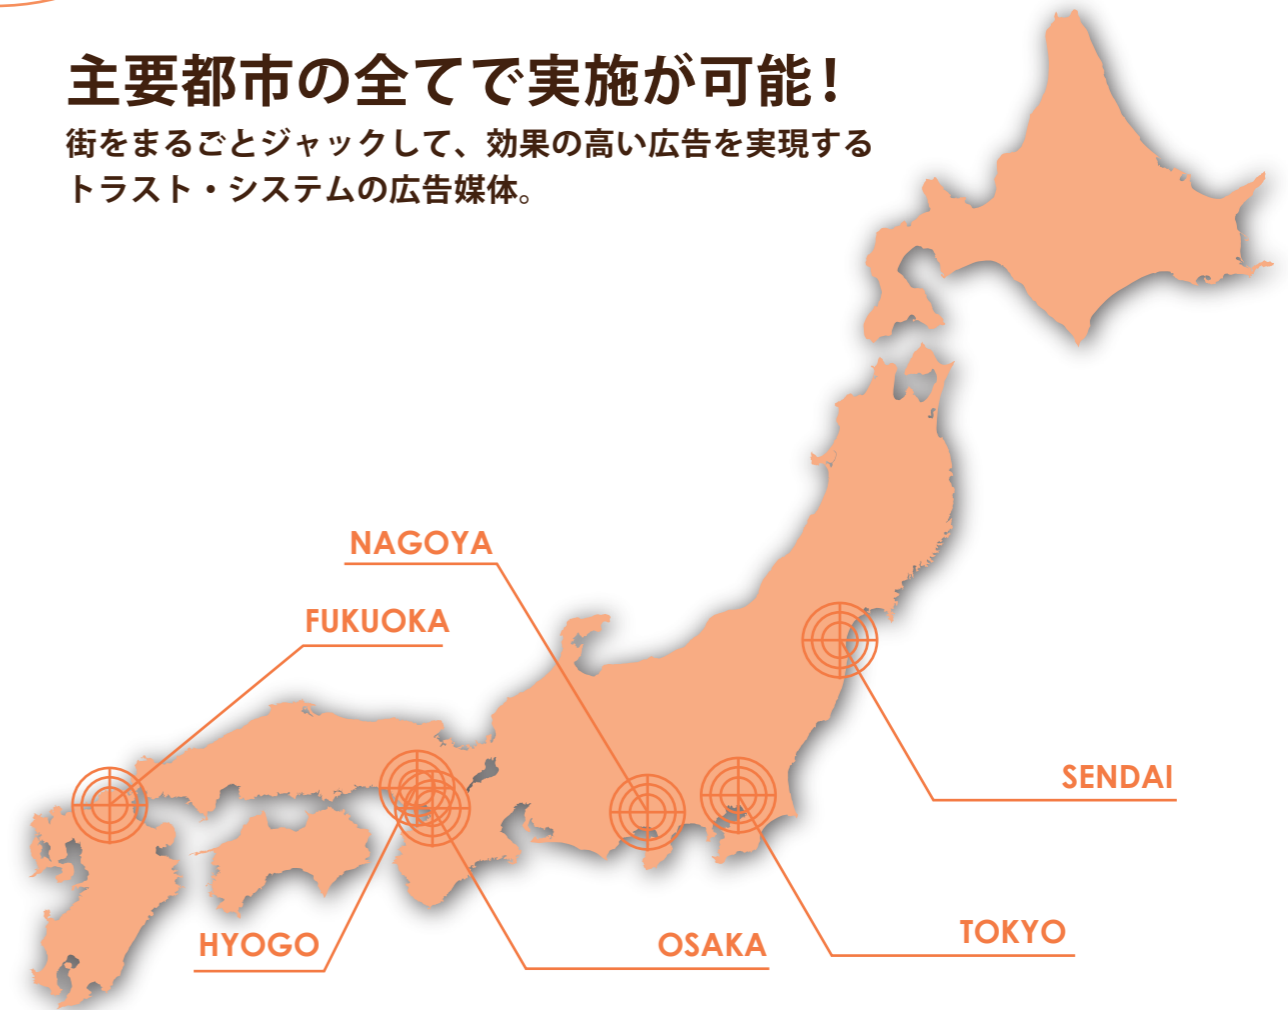 主要都市の全てで実施が可能！
街をまるごとジャックして、効果の高い広告を実現する
トラスト・システムの広告媒体。
NAGOYA
FUKUOKA
SENDAI
HYOGO
OSAKA
TOKYO